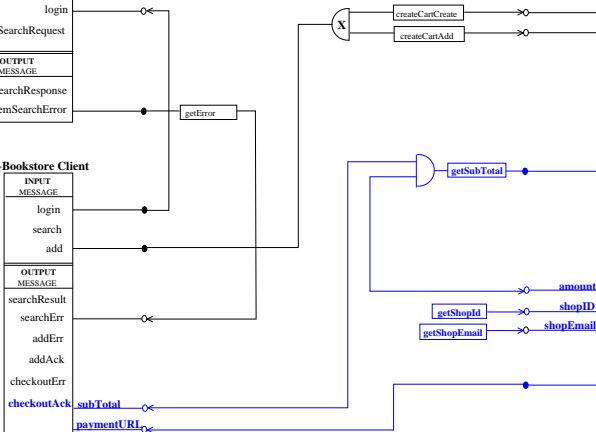 login
SearchRequest
OUTPUT
MESSAGE
earchResponse
emSearchError
getError
X
createCartCreate
createCartAdd
-Bookstore Client
INPUT
MESSAGE
login
search
add
OUTPUT
MESSAGE
searchResult
searchErr
addErr
addAck
checkoutErr
checkoutAck
subTotal
paymentURL
getSubTotal
amount
getShopId
shopID
getShopEmail
shopEmail